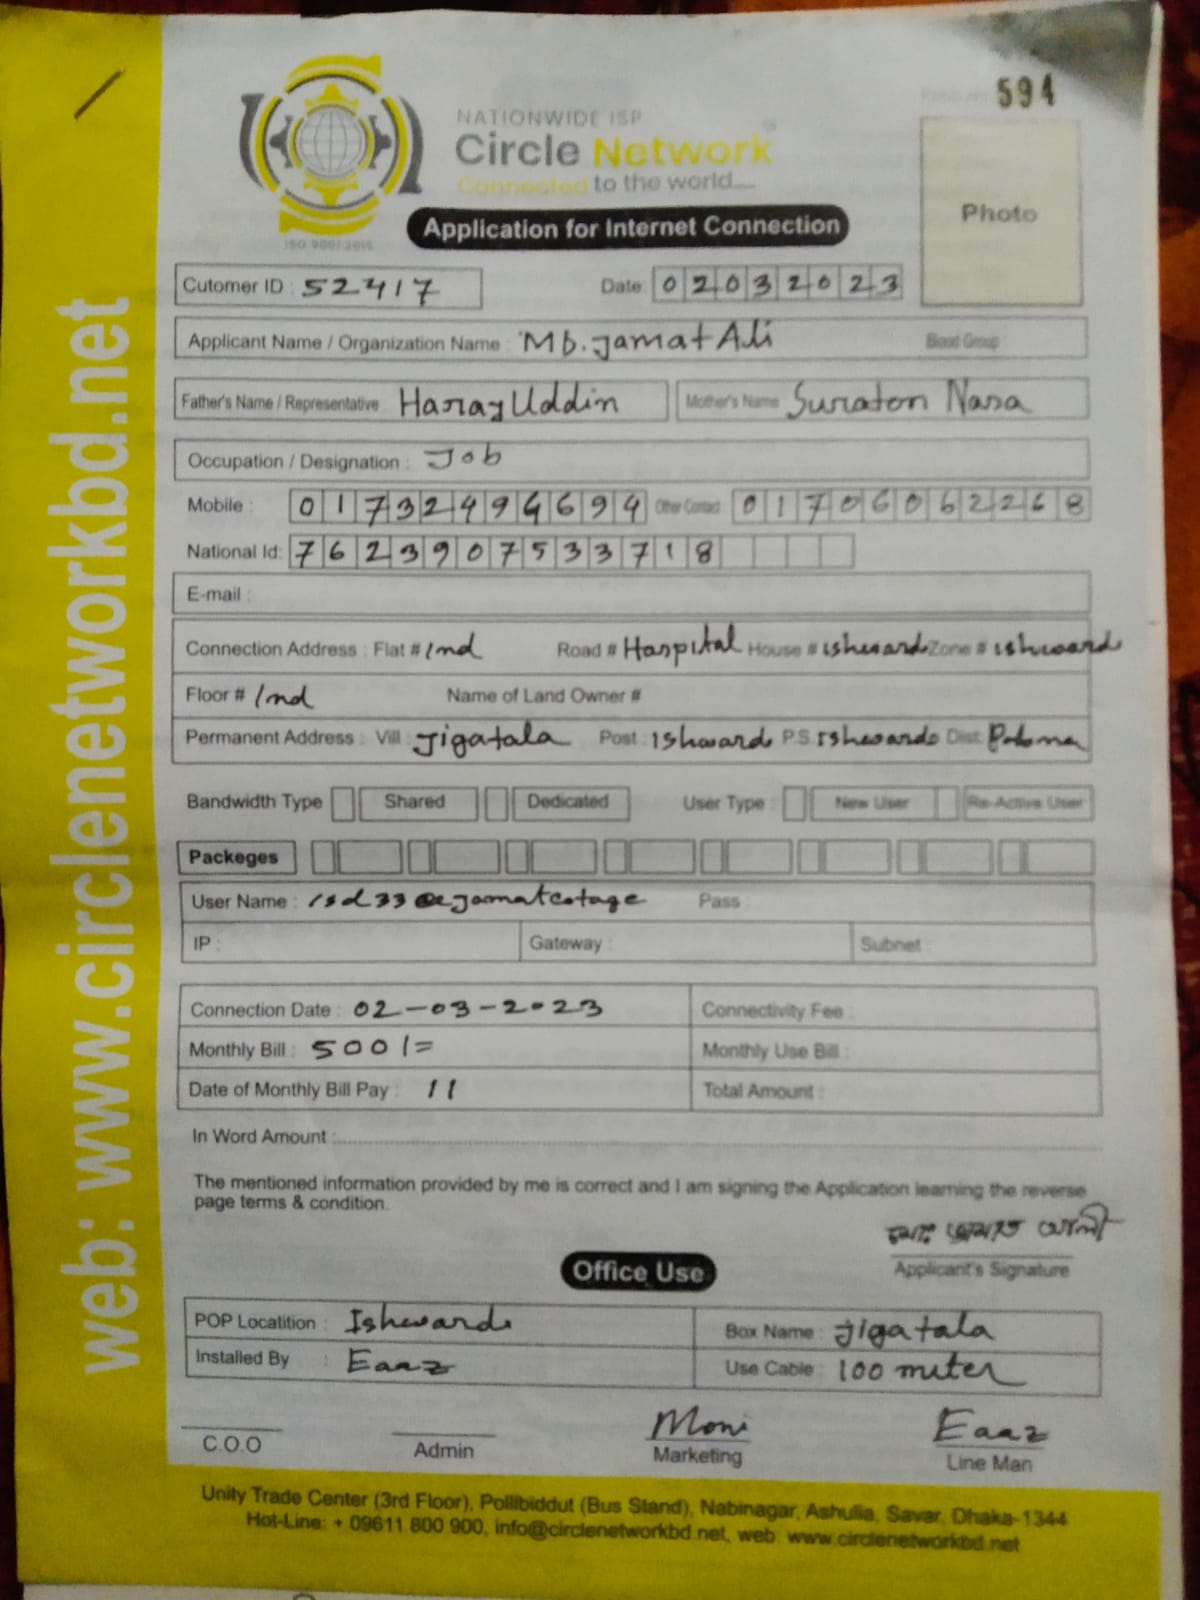 594
NATIONWIDE ISP
Circle Network
Connected to the world....
ISO 9001:2015
Application for Internet Connection
Photo
Cutomer ID : 52417 Date: 02032023
Applicant Name / Organization Name : Md. Jamat Ali Blood Group
Father's Name / Representative Haray Uddin Mother's Name Suraton Nasa
Occupation / Designation : Job
Mobile : 01732494694 Other Contact 01706062268
National Id: 7623907533718
E-mail :
Connection Address : Flat # 1nd Road # Haspital House # ishward Zone # ishward
Floor # 1nd Name of Land Owner #
Permanent Address : Vill : Jigatala Post : Ishwardi P.S Ishwardi Dist: Pabna
Bandwidth Type Shared Dedicated User Type : New User Re-Active User
Packeges
User Name : jamatcotage Pass :
IP : Gateway : Subnet :
Connection Date : 02-03-2023 Connectivity Fee :
Monthly Bill : 500/= Monthly Use Bill :
Date of Monthly Bill Pay : 11 Total Amount :
In Word Amount :
The mentioned information provided by me is correct and I am signing the Application learning the reverse
page terms & condition.
মোঃ জামাত আলী
Applicant's Signature
Office Use
POP Locatition : Ishwardi Box Name : Jigatala
Installed By : Eaaz Use Cable : 100 miter
Moni Eaaz
C.O.O Admin Marketing Line Man
Unity Trade Center (3rd Floor), Pollibiddut (Bus Stand), Nabinagar, Ashulia, Savar, Dhaka-1344
Hot-Line: + 09611 800 900, info@circlenetworkbd.net, web: www.circlenetworkbd.net
web: www.circlenetworkbd.net